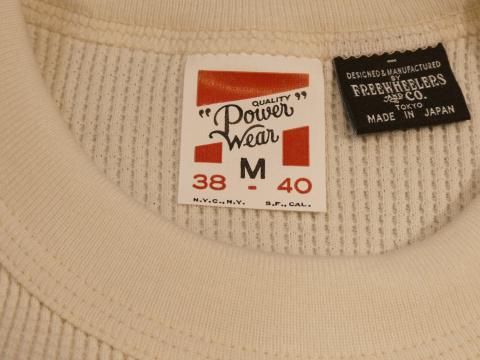 QUALITY
"Power"
Wear
M
38 - 40
N.Y.C., N.Y. S.F., CAL.
DESIGNED & MANUFACTURED
BY
FREEWHEELERS
AND CO.
TOKYO
MADE IN JAPAN